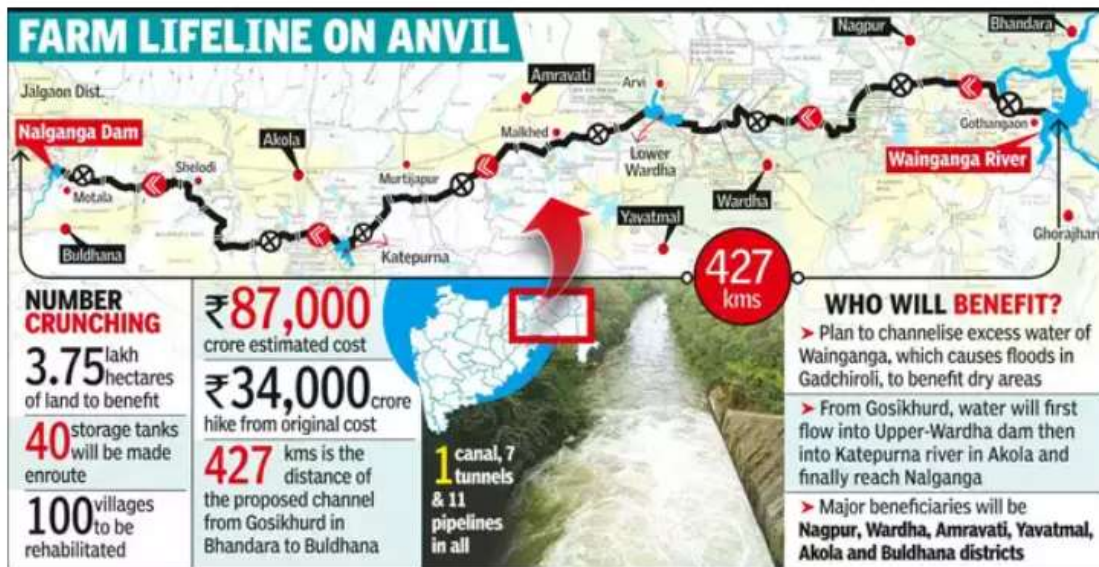 FARM LIFELINE ON ANVIL
Jalgaon Dist.
Nalganga Dam
Motala
Buldhana
Shelodi
Akola
Murtijapur
Katepurna
Amravati
Malkhed
Arvi
Lower
Wardha
Yavatmal
Wardha
Nagpur
Bhandara
Gothangaon
Wainganga River
Ghorajhari
427
kms
NUMBER
CRUNCHING
3.75 lakh
hectares
of land to benefit
40 storage tanks
will be made
enroute
100 villages
to be
rehabilitated
₹87,000
crore estimated cost
₹34,000 crore
hike from original cost
427 kms is the
distance of
the proposed channel
from Gosikhurd in
Bhandara to Buldhana
1 canal, 7
tunnels
& 11
pipelines
in all
WHO WILL BENEFIT?
➤ Plan to channelise excess water of
Wainganga, which causes floods in
Gadchiroli, to benefit dry areas
➤ From Gosikhurd, water will first
flow into Upper-Wardha dam then
into Katepurna river in Akola and
finally reach Nalganga
➤ Major beneficiaries will be
Nagpur, Wardha, Amravati, Yavatmal,
Akola and Buldhana districts